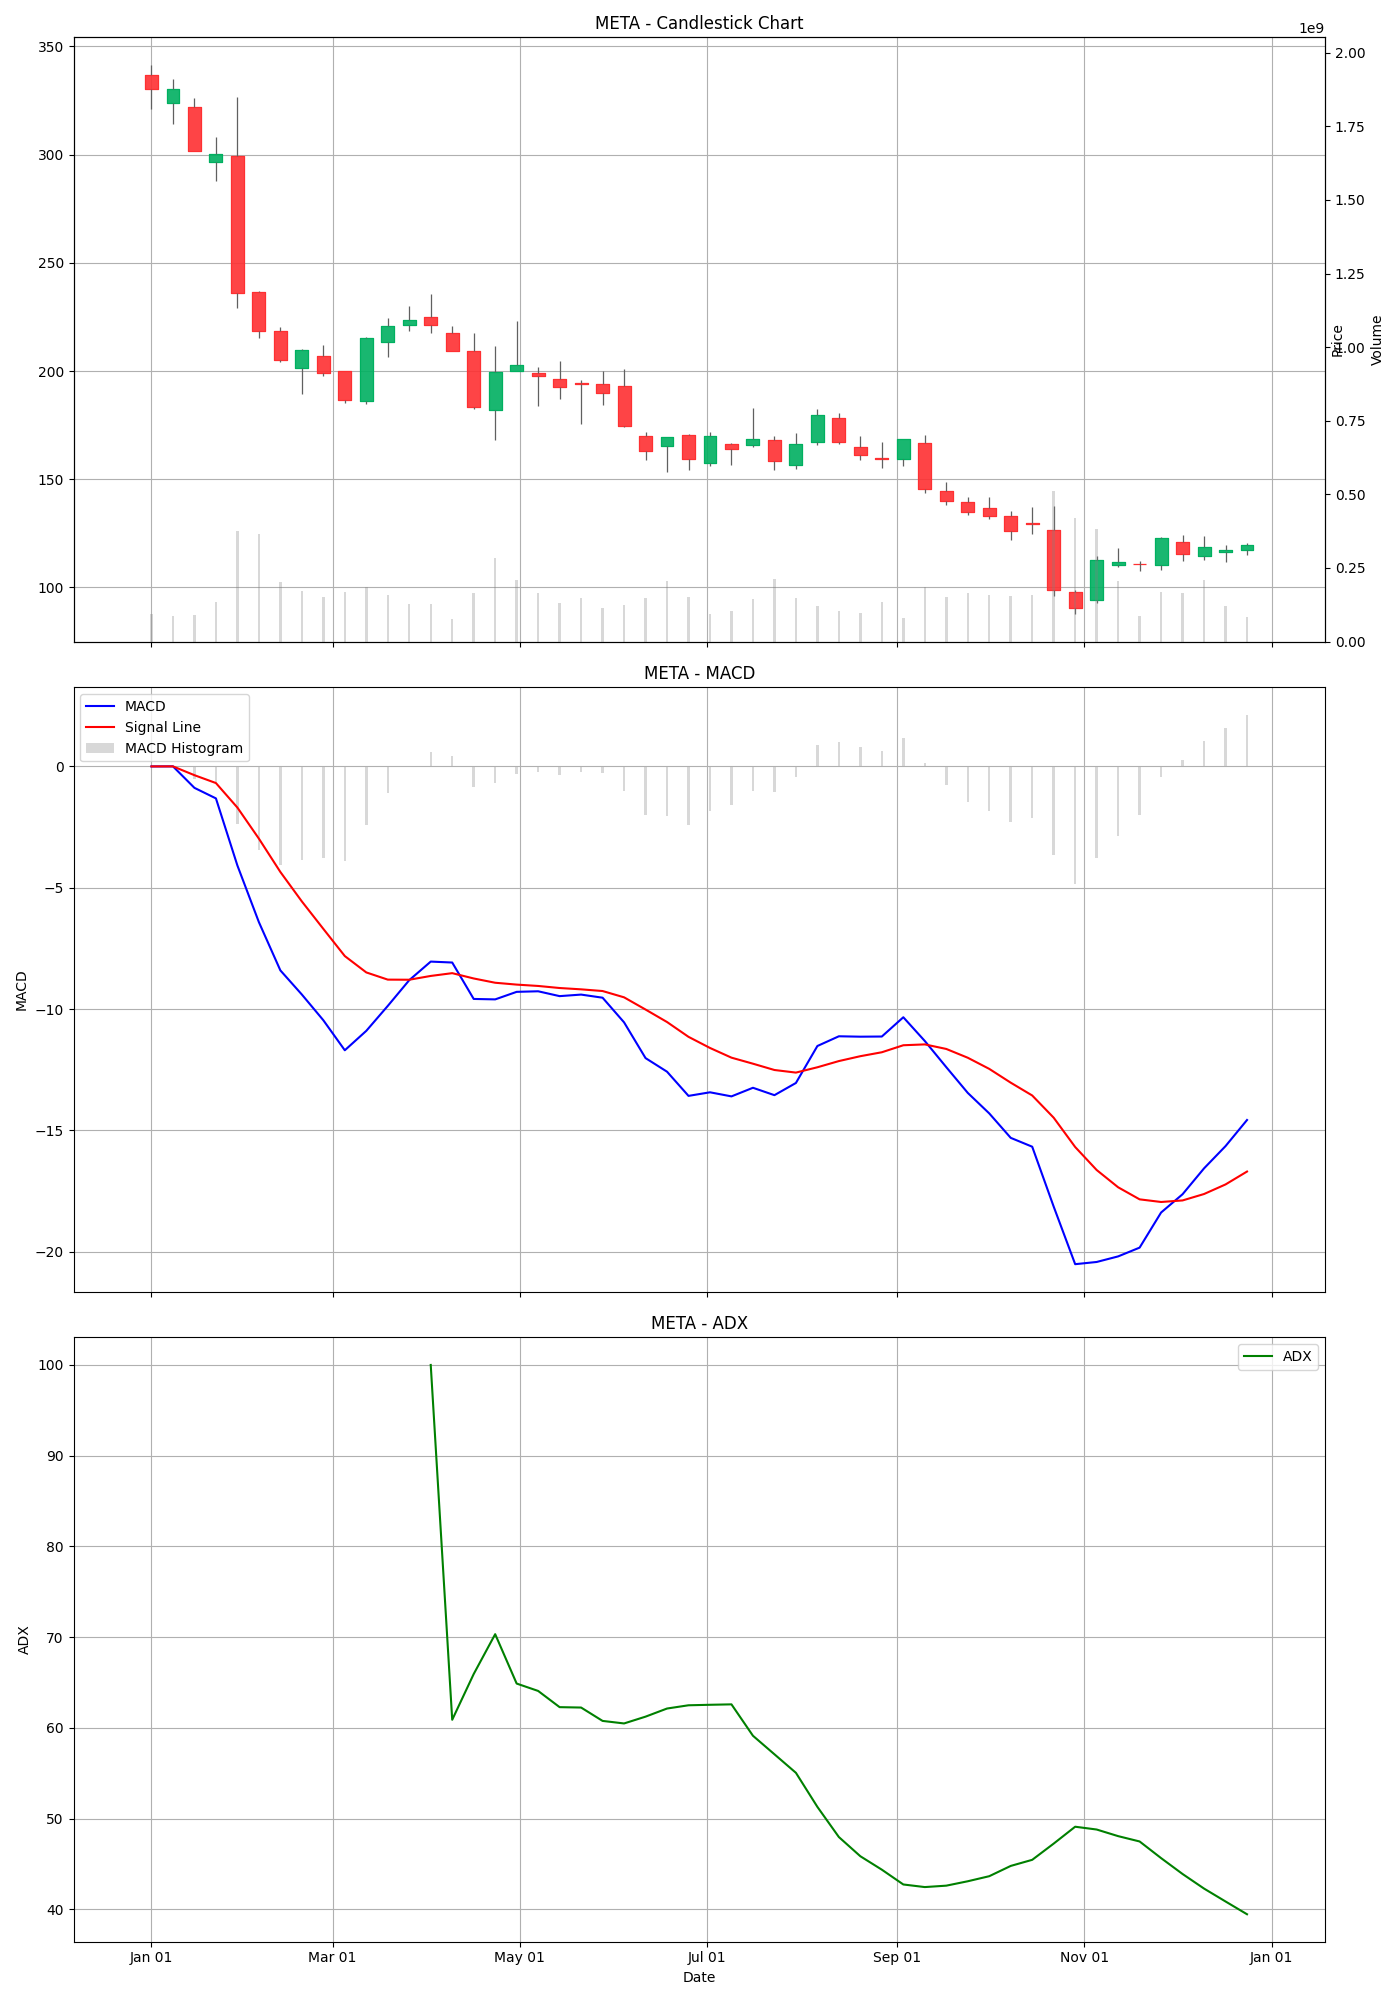 META - Candlestick Chart
1e9
350
300
250
200
150
100
2.00
1.75
1.50
1.25
1.00
0.75
0.50
0.25
0.00
Price
Volume
META - MACD
MACD
Signal Line
MACD Histogram
0
−5
−10
−15
−20
MACD
META - ADX
ADX
100
90
80
70
60
50
40
ADX
Jan 01 Mar 01 May 01 Jul 01 Sep 01 Nov 01 Jan 01
Date